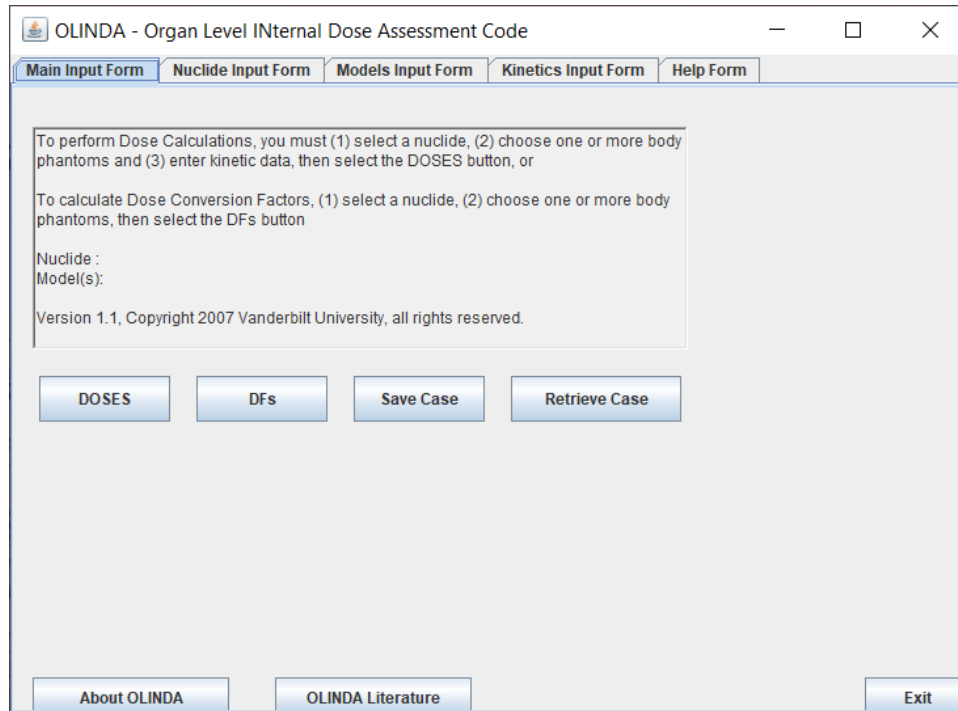 OLINDA - Organ Level INternal Dose Assessment Code
Main Input Form Nuclide Input Form Models Input Form Kinetics Input Form Help Form
To perform Dose Calculations, you must (1) select a nuclide, (2) choose one or more body
phantoms and (3) enter kinetic data, then select the DOSES button, or
To calculate Dose Conversion Factors, (1) select a nuclide, (2) choose one or more body
phantoms, then select the DFs button
Nuclide :
Model(s):
Version 1.1, Copyright 2007 Vanderbilt University, all rights reserved.
DOSES DFs Save Case Retrieve Case
About OLINDA OLINDA Literature Exit